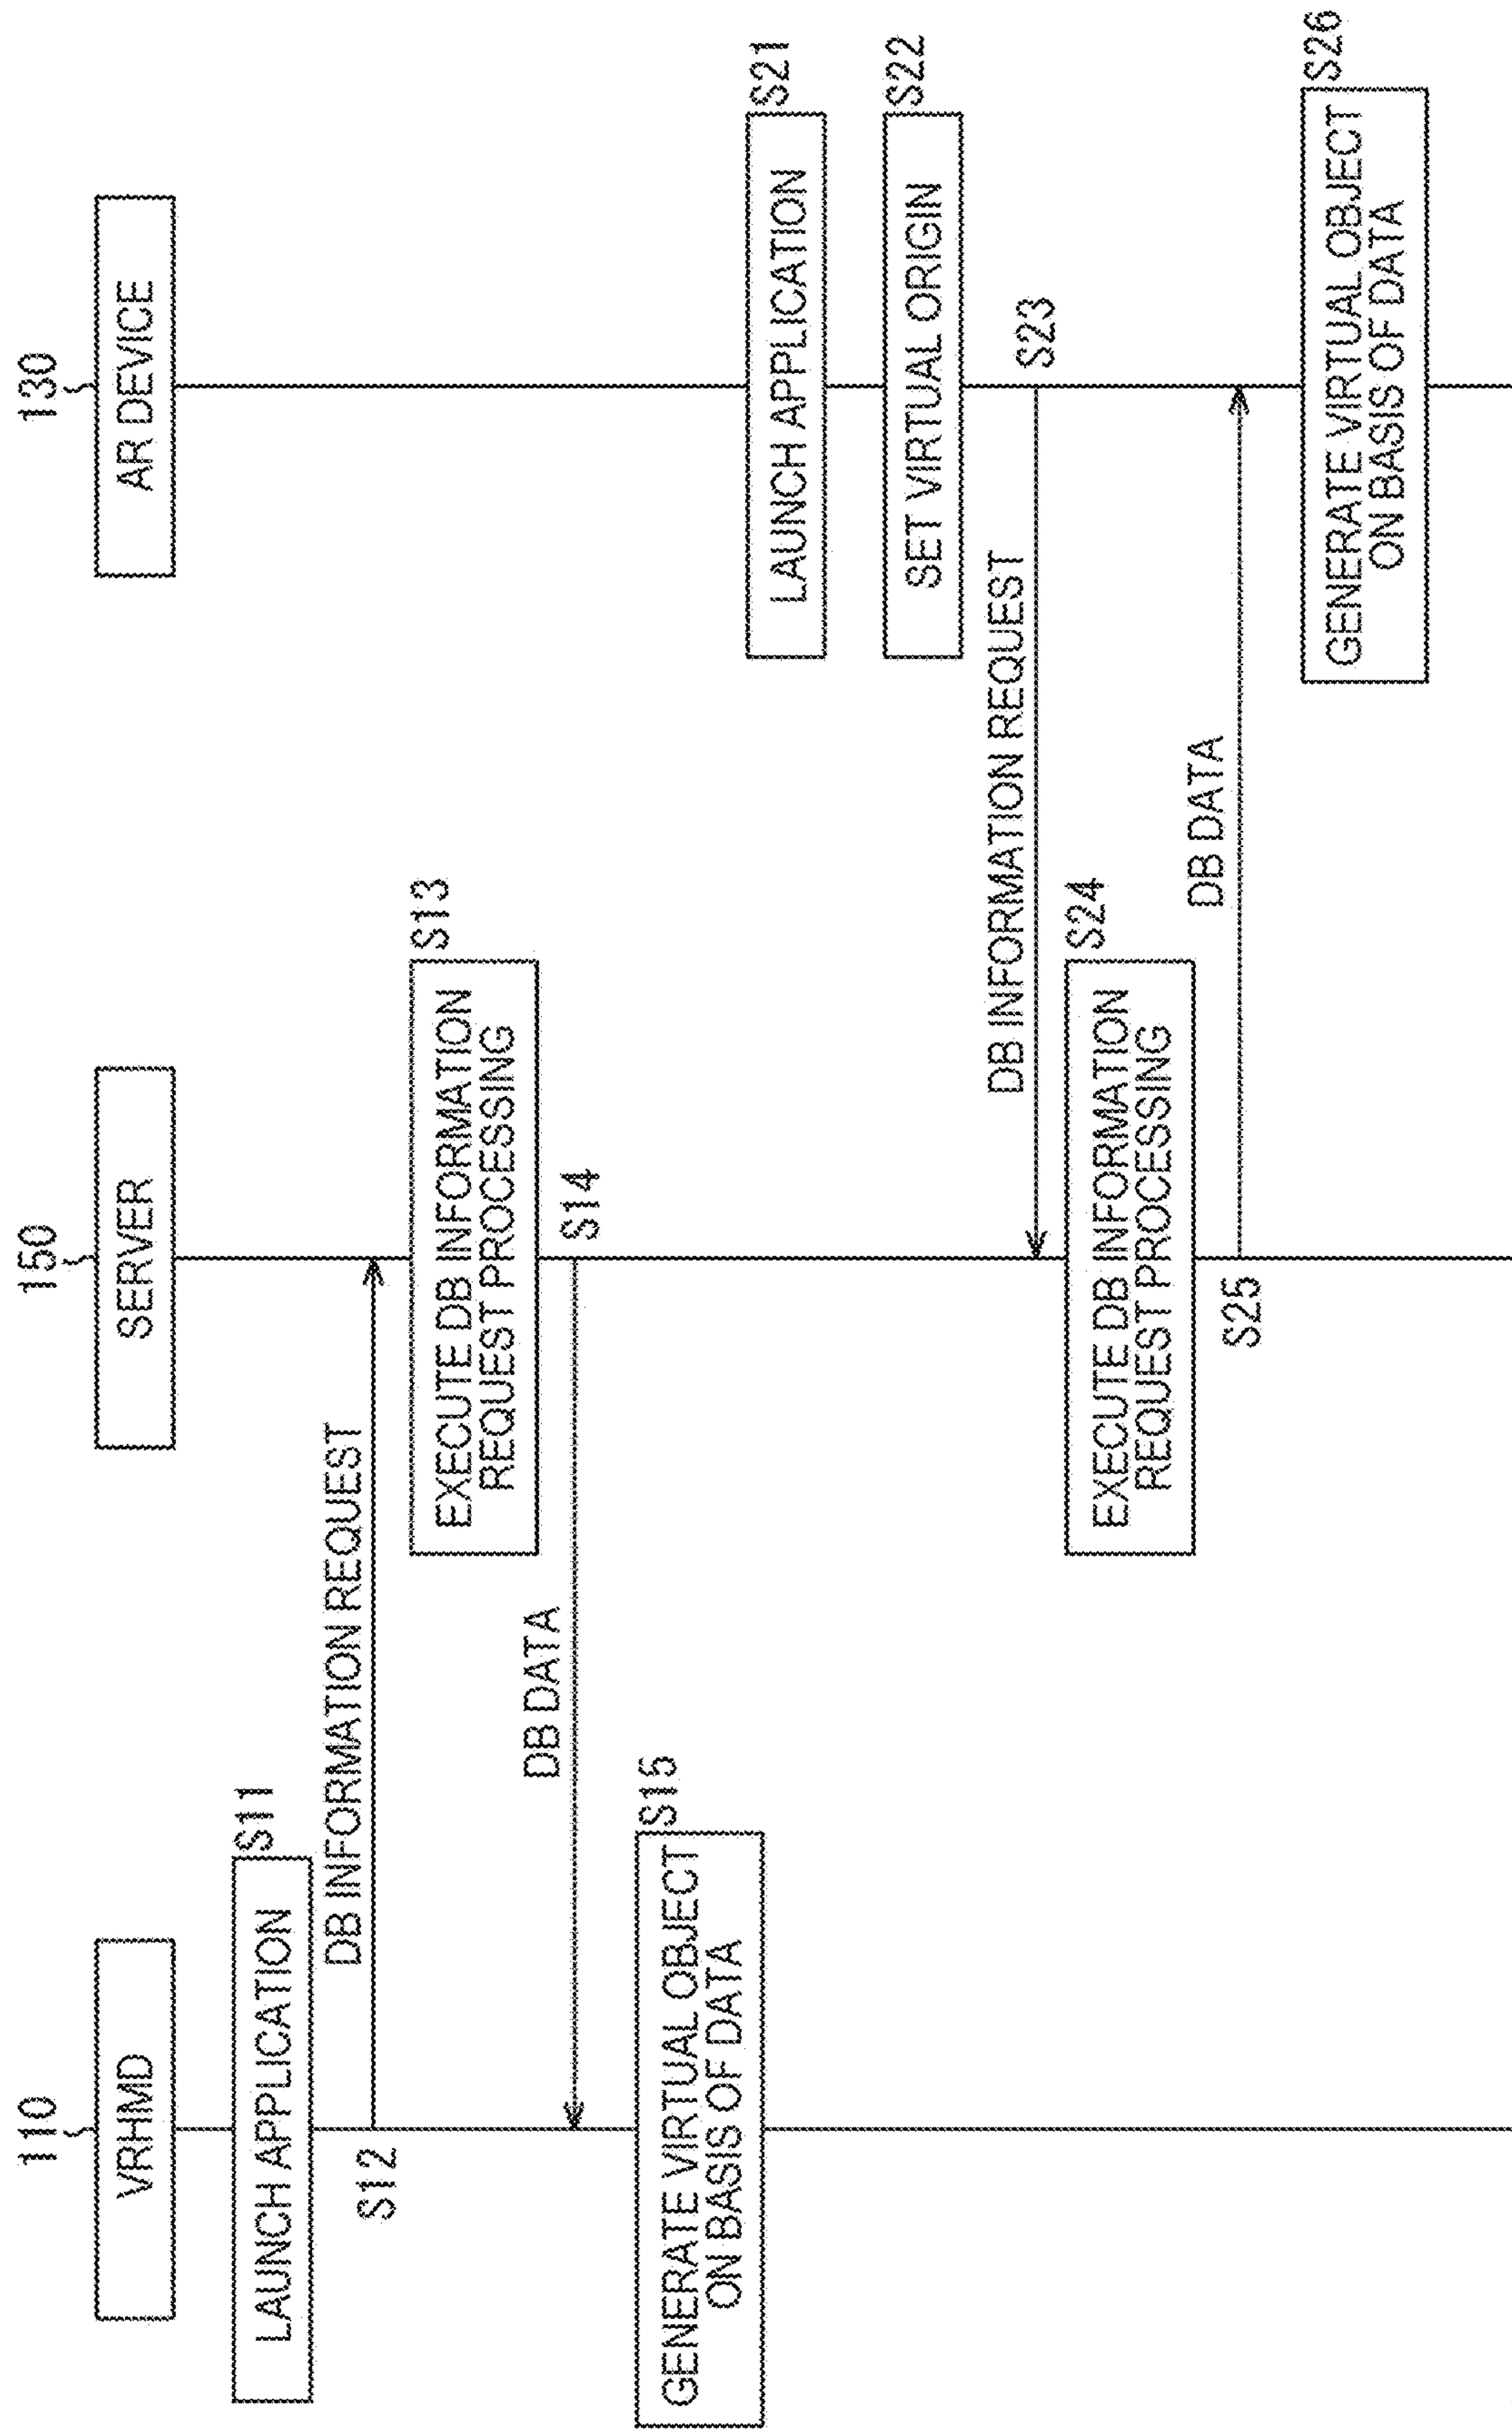 110
150
130
VRHMD
SERVER
AR DEVICE
LAUNCH APPLICATION
S11
DB INFORMATION REQUEST
S12
EXECUTE DB INFORMATION
REQUEST PROCESSING
S13
DB DATA
S14
GENERATE VIRTUAL OBJECT
ON BASIS OF DATA
S15
LAUNCH APPLICATION
S21
SET VIRTUAL ORIGIN
S22
DB INFORMATION REQUEST
S23
EXECUTE DB INFORMATION
REQUEST PROCESSING
S24
DB DATA
S25
GENERATE VIRTUAL OBJECT
ON BASIS OF DATA
S26